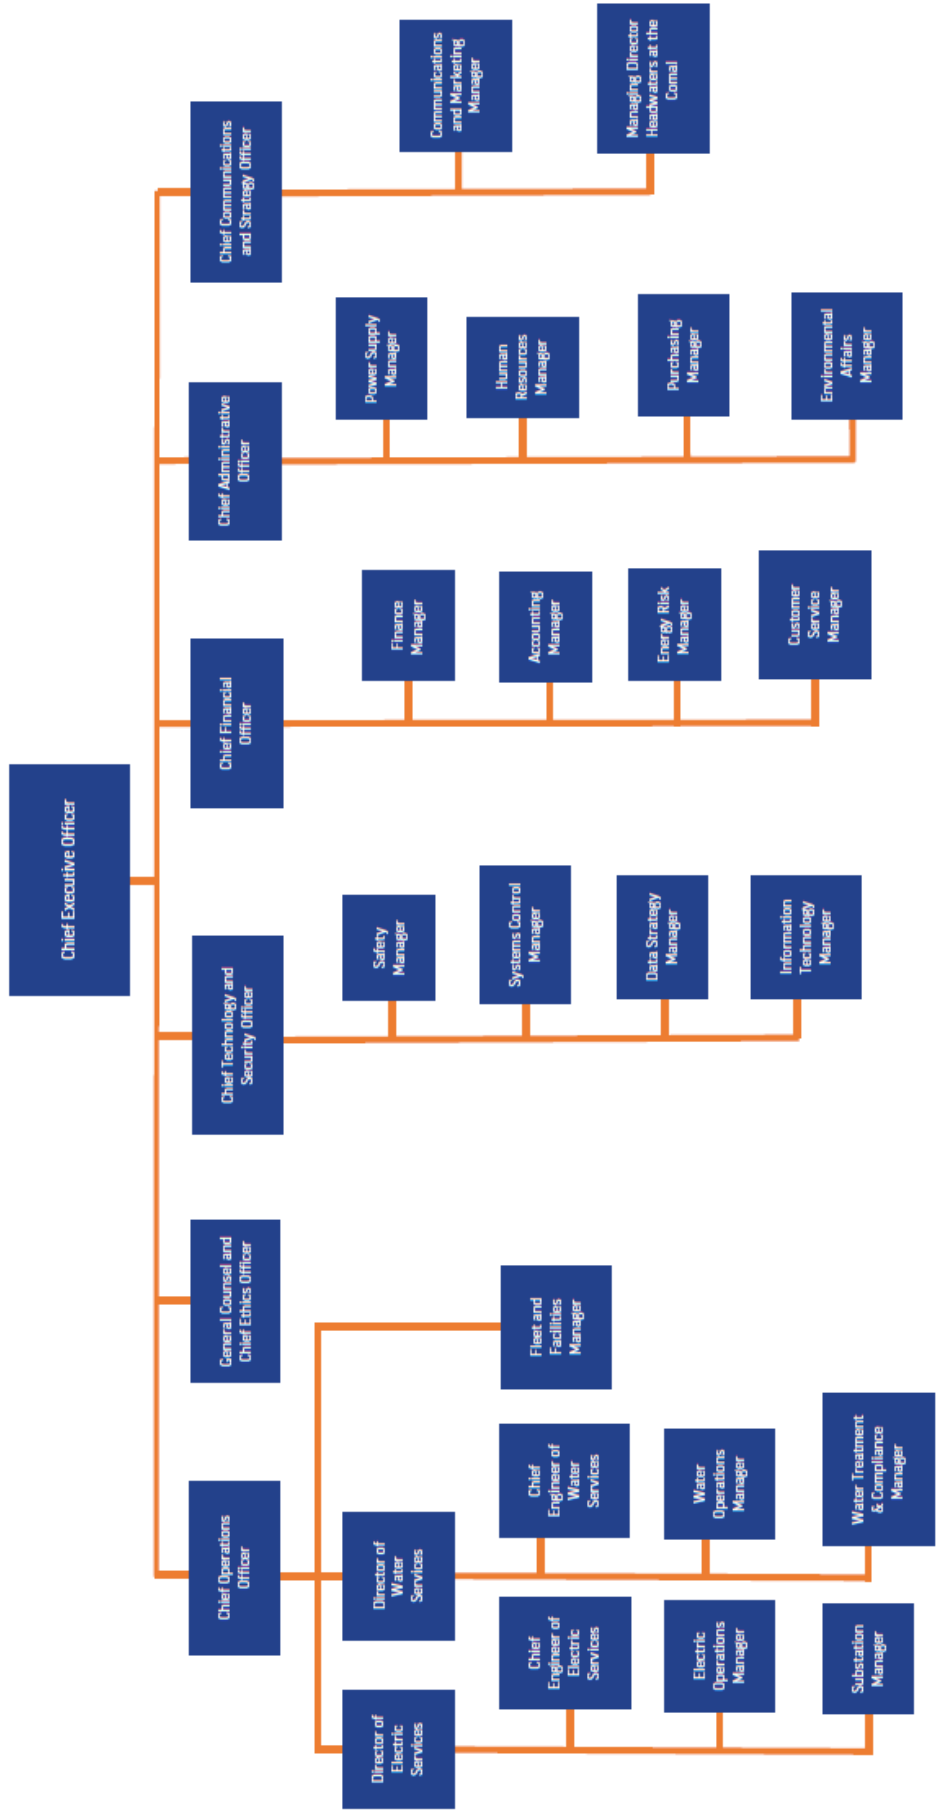 Chief Executive Officer
Chief Operations
Officer
General Counsel and
Chief Ethics Officer
Chief Technology and
Security Officer
Chief Financial
Officer
Chief Administrative
Officer
Chief Communications
and Strategy Officer
Director of
Electric
Services
Director of
Water
Services
Fleet and
Facilities
Manager
Chief
Engineer of
Electric
Services
Electric
Operations
Manager
Substation
Manager
Chief
Engineer of
Water
Services
Water
Operations
Manager
Water Treatment
& Compliance
Manager
Safety
Manager
Systems Control
Manager
Data Strategy
Manager
Information
Technology
Manager
Finance
Manager
Accounting
Manager
Energy Risk
Manager
Customer
Service
Manager
Power Supply
Manager
Human
Resources
Manager
Purchasing
Manager
Environmental
Affairs
Manager
Communications
and Marketing
Manager
Managing Director
Headwaters at the
Comal